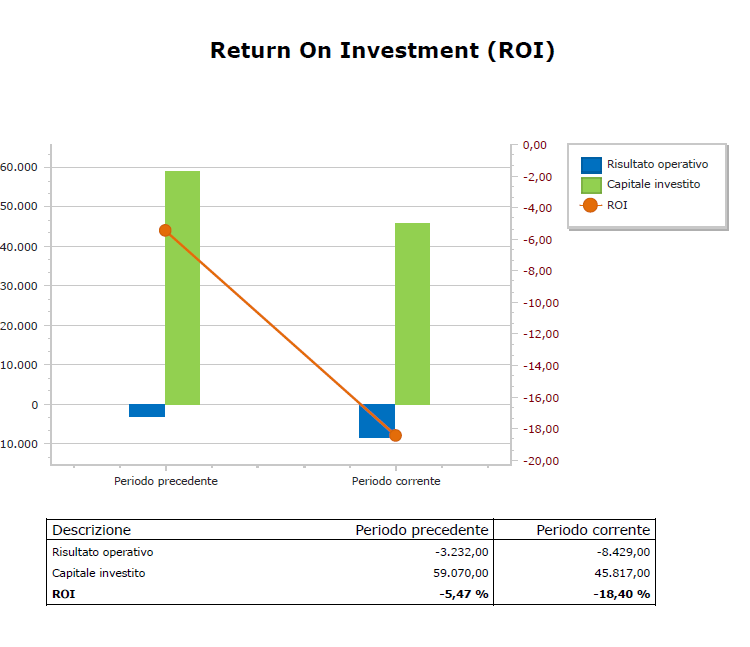 Return On Investment (ROI)
60.000
50.000
40.000
30.000
20.000
10.000
0
10.000
0,00
-2,00
-4,00
-6,00
-8,00
-10,00
-12,00
-14,00
-16,00
-18,00
-20,00
Risultato operativo
Capitale investito
ROI
Periodo precedente Periodo corrente
Descrizione Periodo precedente Periodo corrente
Risultato operativo -3.232,00 -8.429,00
Capitale investito 59.070,00 45.817,00
ROI -5,47 % -18,40 %